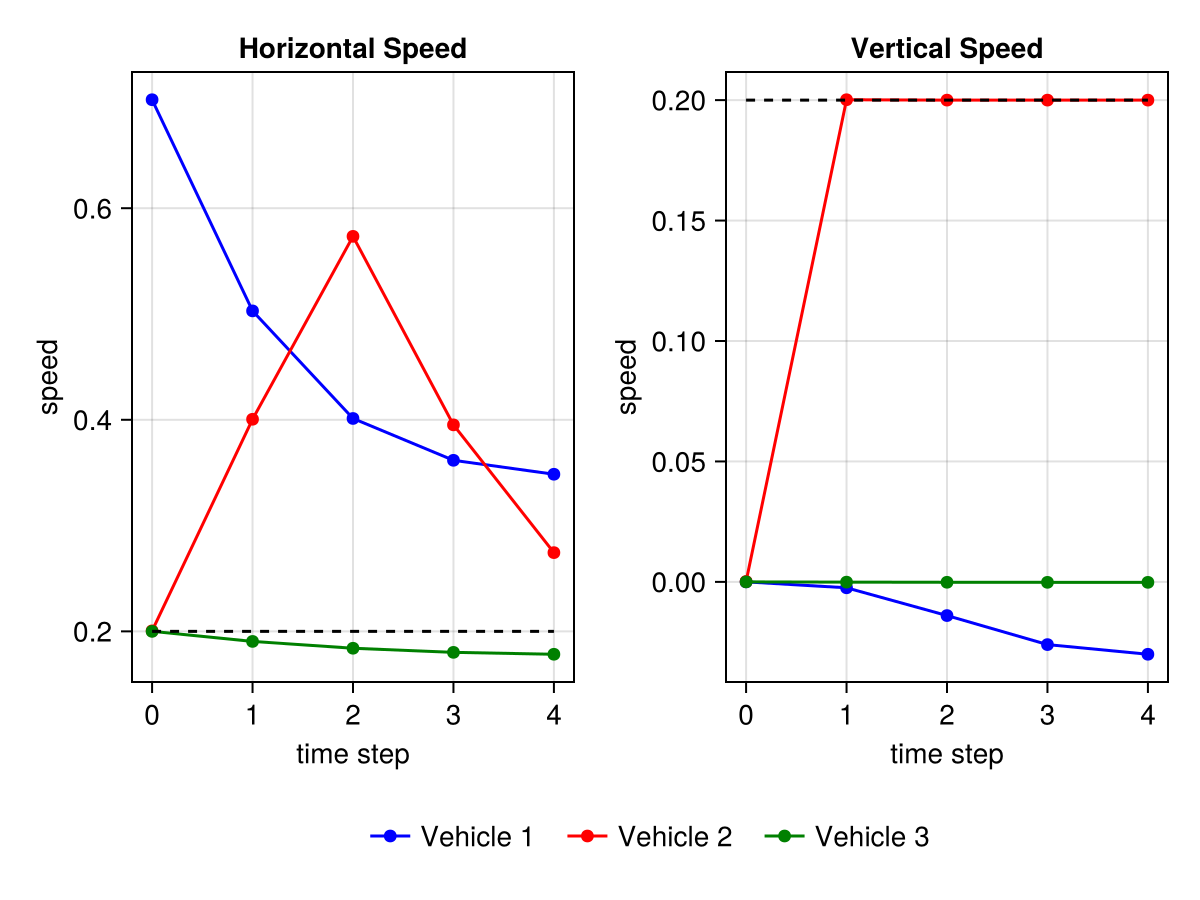 Horizontal Speed
0.6
0.4
0.2
speed
0 1 2 3 4
time step
Vertical Speed
0.20
0.15
0.10
0.05
0.00
speed
0 1 2 3 4
time step
Vehicle 1 Vehicle 2 Vehicle 3